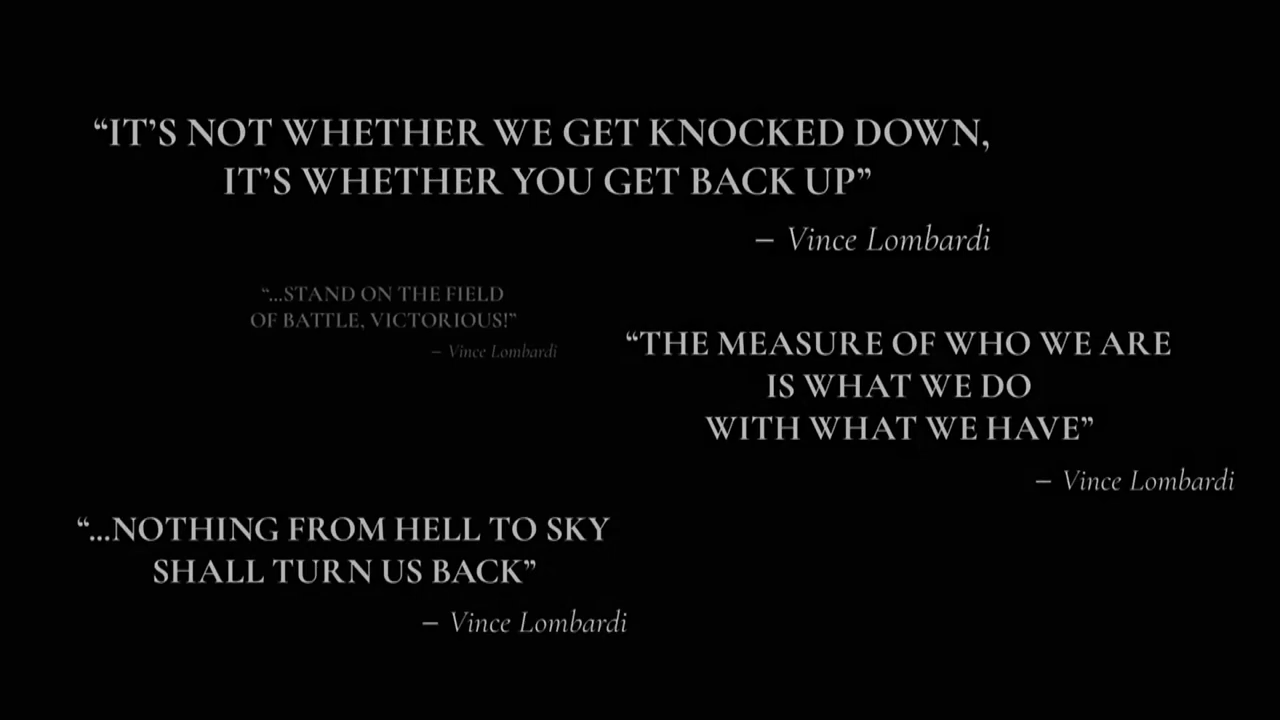 “IT’S NOT WHETHER WE GET KNOCKED DOWN,
IT’S WHETHER YOU GET BACK UP”
– Vince Lombardi
“...STAND ON THE FIELD
OF BATTLE, VICTORIOUS!”
– Vince Lombardi
“THE MEASURE OF WHO WE ARE
IS WHAT WE DO
WITH WHAT WE HAVE”
– Vince Lombardi
“...NOTHING FROM HELL TO SKY
SHALL TURN US BACK”
– Vince Lombardi